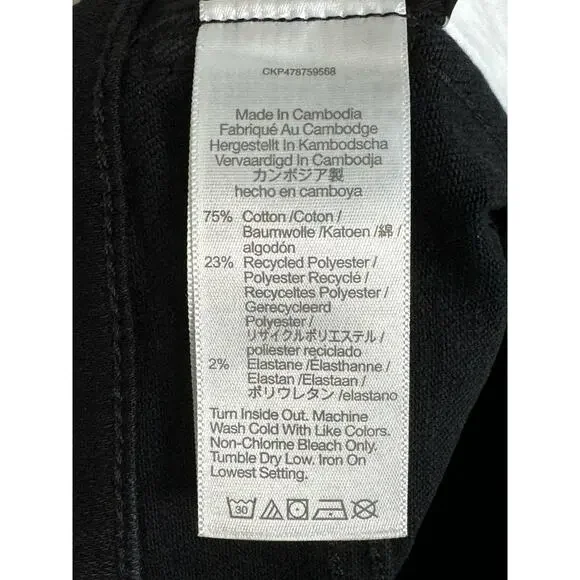 CKP478759568
Made In Cambodia
Fabriqué Au Cambodge
Hergestellt In Kambodscha
Vervaardigd In Cambodja
カンボジア製
hecho en camboya
75% Cotton /Coton /
Baumwolle /Katoen /綿 /
algodón
23% Recycled Polyester /
Polyester Recyclé /
Recyceltes Polyester /
Gerecycleerd
Polyester /
リサイクルポリエステル /
poliester reciclado
2% Elastane /Elasthanne /
Elastan /Elastaan /
ポリウレタン /elastano
Turn Inside Out. Machine
Wash Cold With Like Colors.
Non-Chlorine Bleach Only.
Tumble Dry Low. Iron On
Lowest Setting.
30